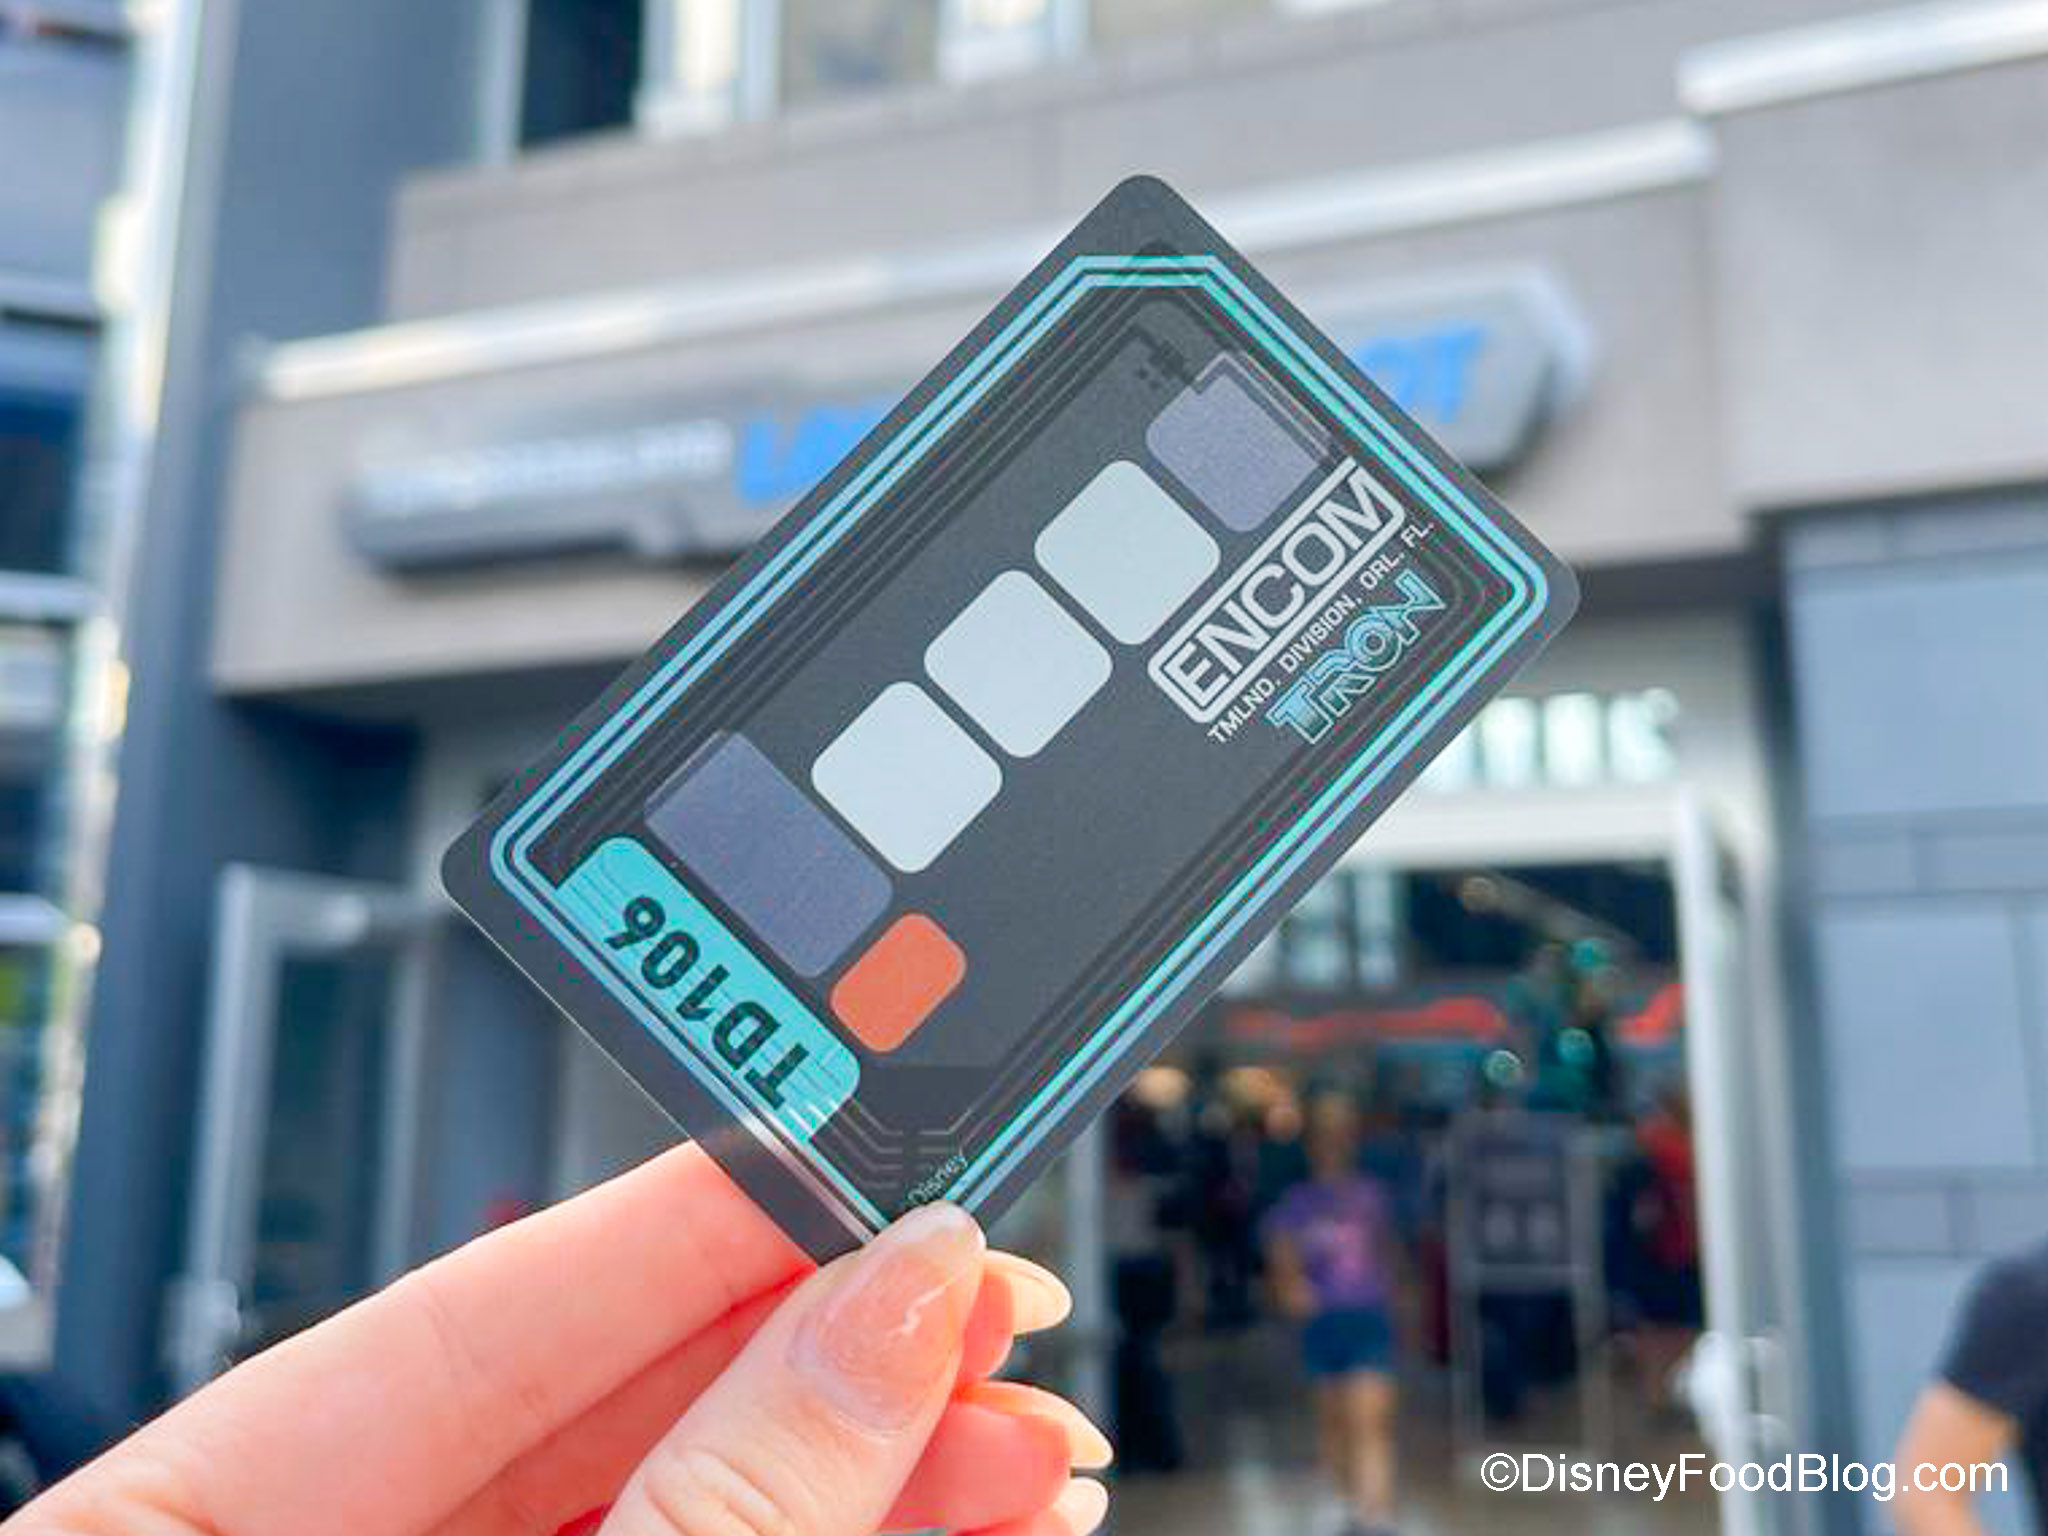 ENCOM
TMLND. DIVISION. ORL. FL.
TRON
TD106
Disney
©DisneyFoodBlog.com